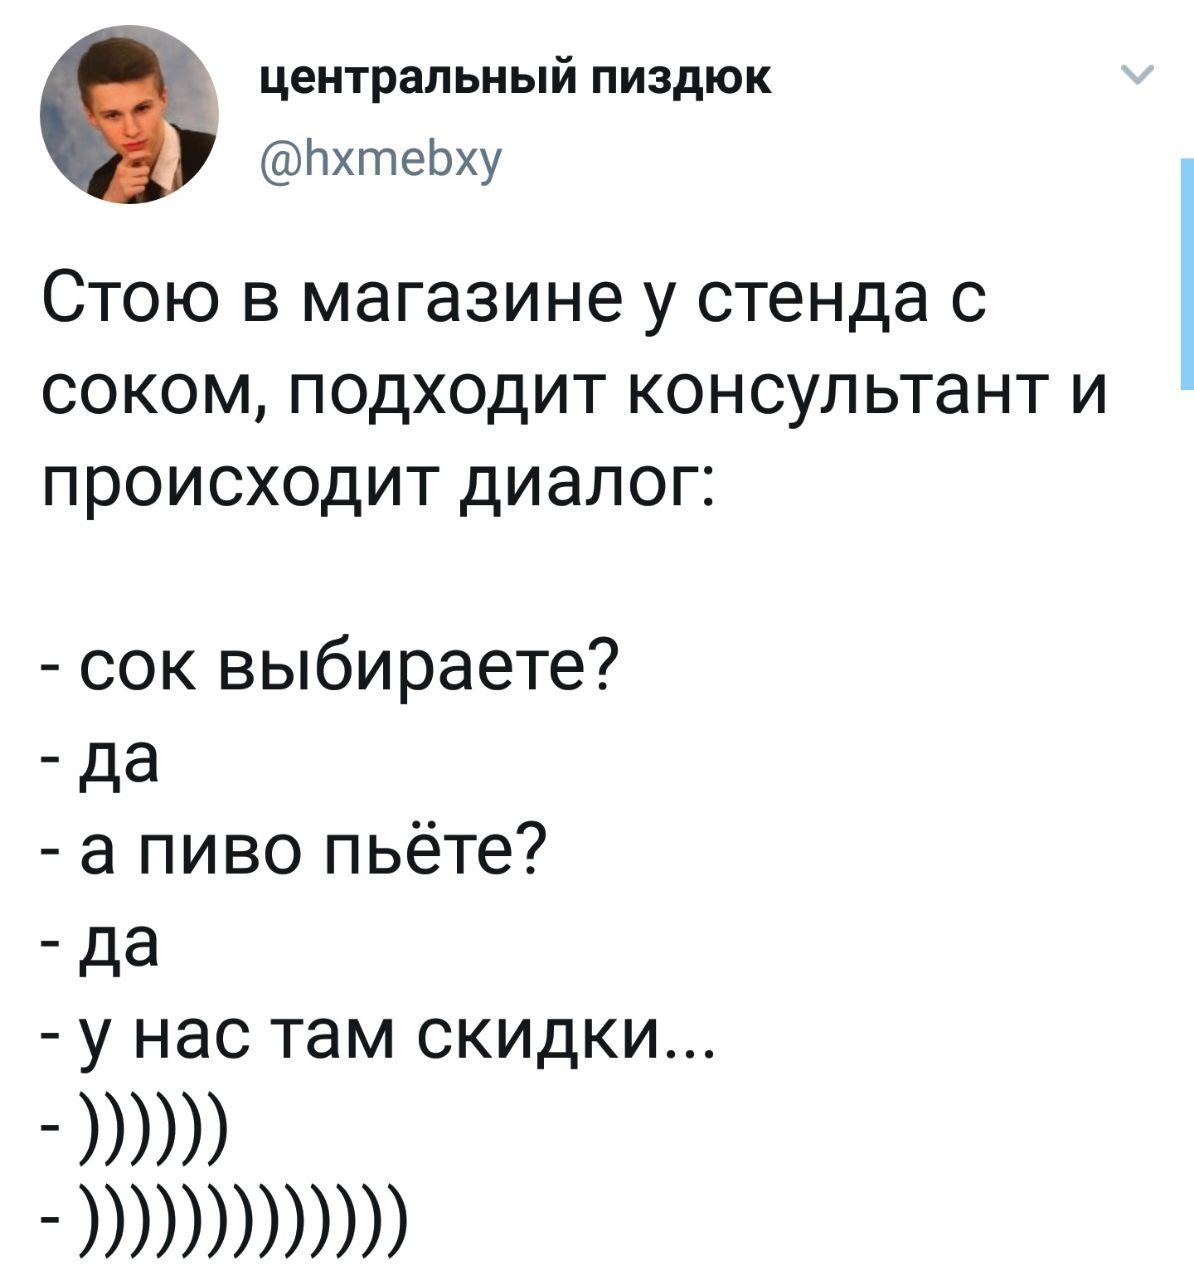 центральный пиздюк
@hxmebxy
Стою в магазине у стенда с
соком, подходит консультант и
происходит диалог:
- сок выбираете?
- да
- а пиво пьёте?
- да
- у нас там скидки...
- ))))))
- )))))))))))))